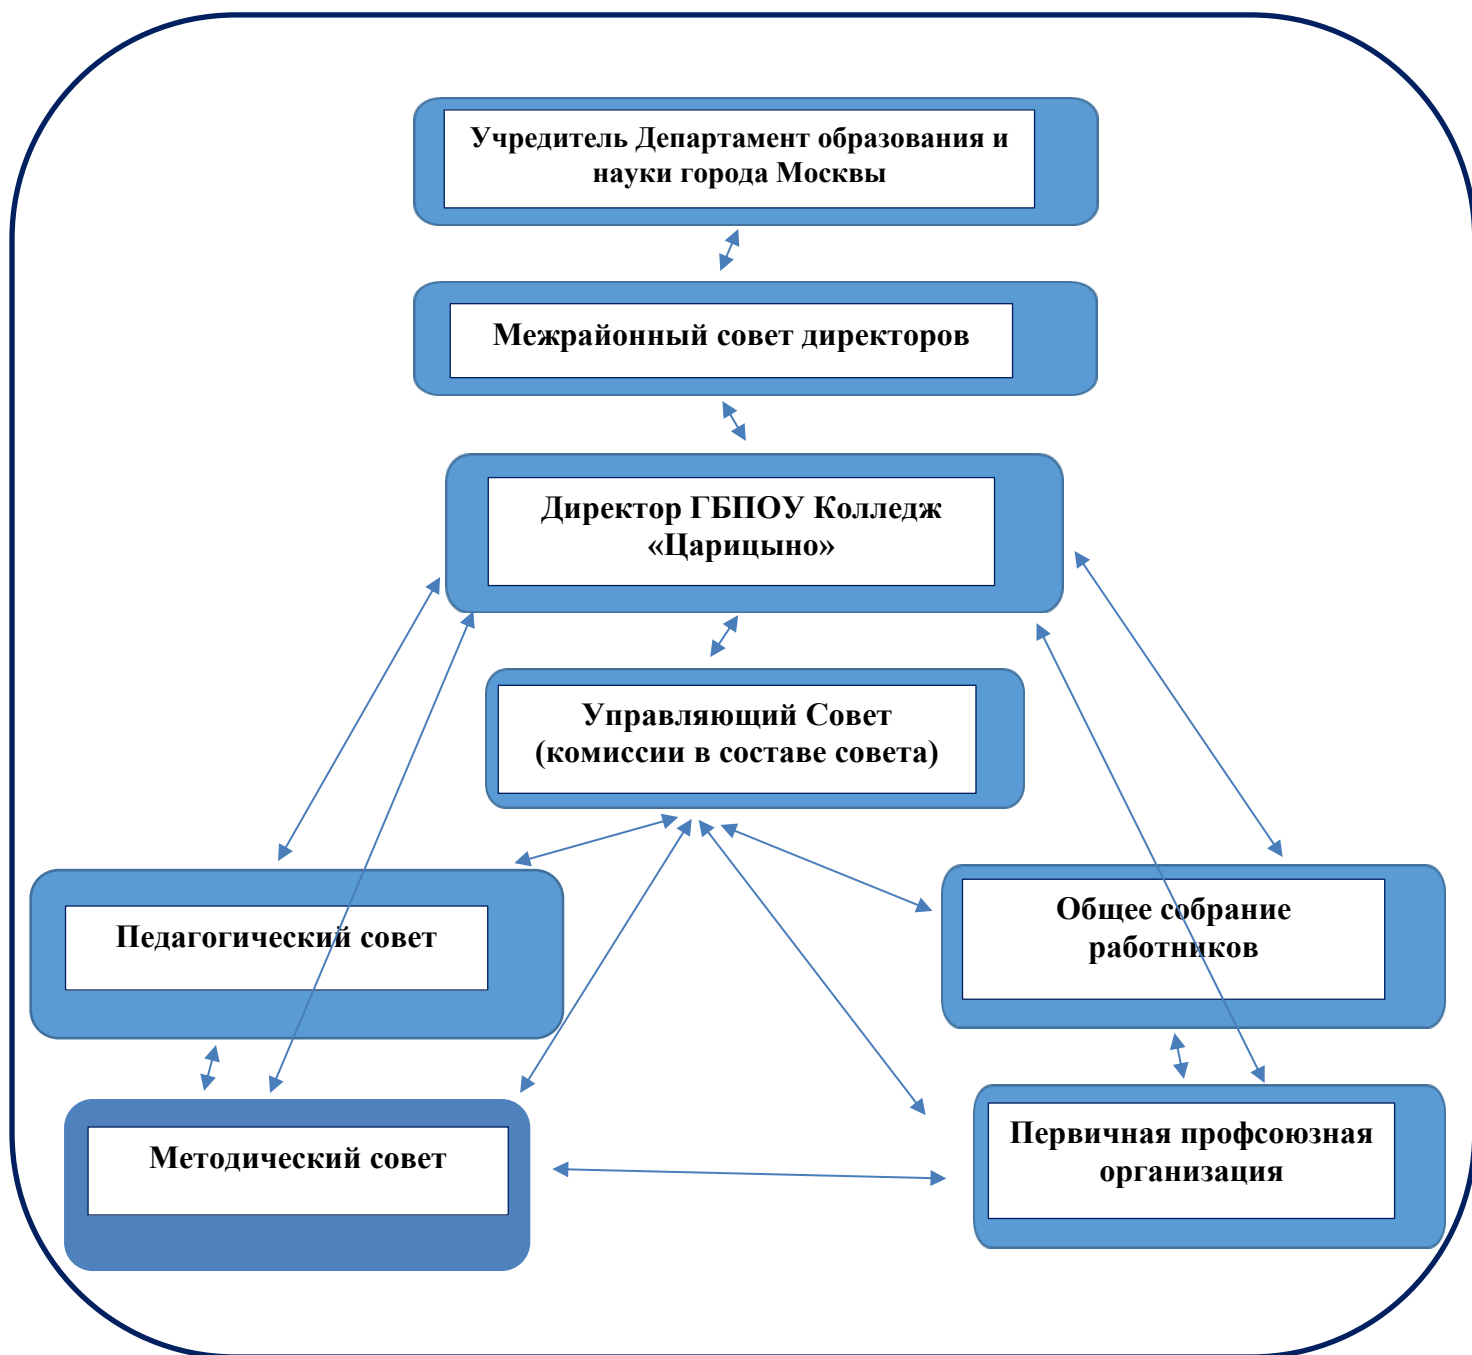 Учредитель Департамент образования и
науки города Москвы
Межрайонный совет директоров
Директор ГБПОУ Колледж
«Царицыно»
Управляющий Совет
(комиссии в составе совета)
Педагогический совет
Общее собрание
работников
Методический совет
Первичная профсоюзная
организация